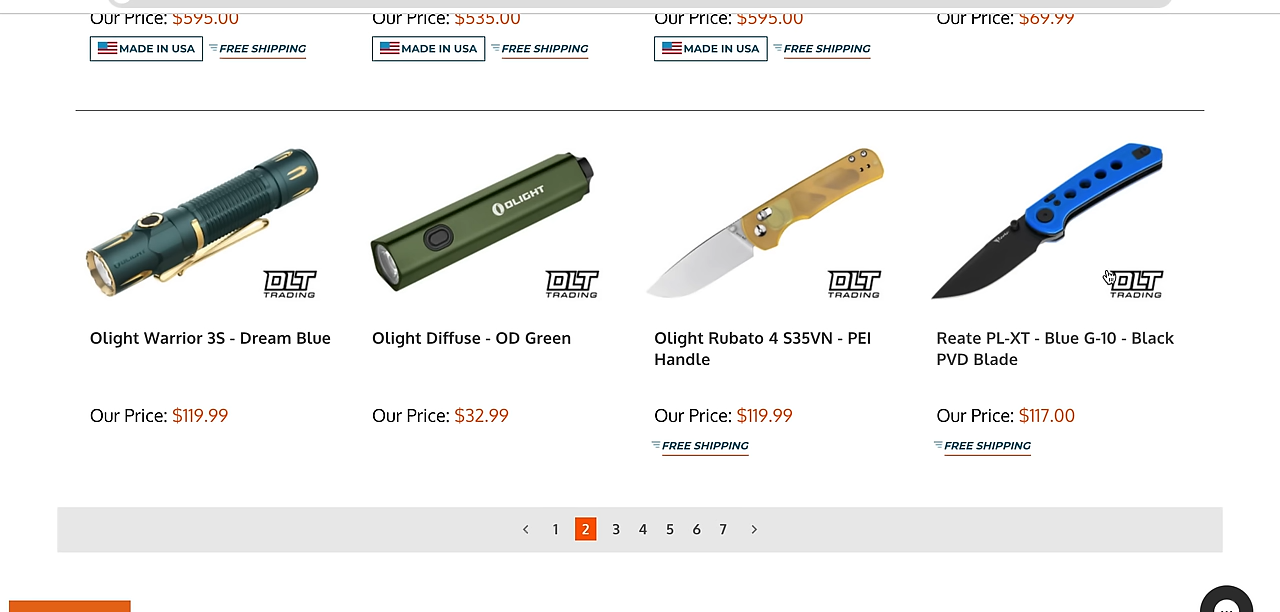 Our Price: $595.00
Our Price: $535.00
Our Price: $595.00
Our Price: $69.99
MADE IN USA FREE SHIPPING
MADE IN USA FREE SHIPPING
MADE IN USA FREE SHIPPING
OLIGHT
DLT
TRADING
DLT
TRADING
DLT
TRADING
DLT
TRADING
Olight Warrior 3S - Dream Blue
Olight Diffuse - OD Green
Olight Rubato 4 S35VN - PEI
Handle
Reate PL-XT - Blue G-10 - Black
PVD Blade
Our Price: $119.99
Our Price: $32.99
Our Price: $119.99
Our Price: $117.00
FREE SHIPPING
FREE SHIPPING
< 1 2 3 4 5 6 7 >